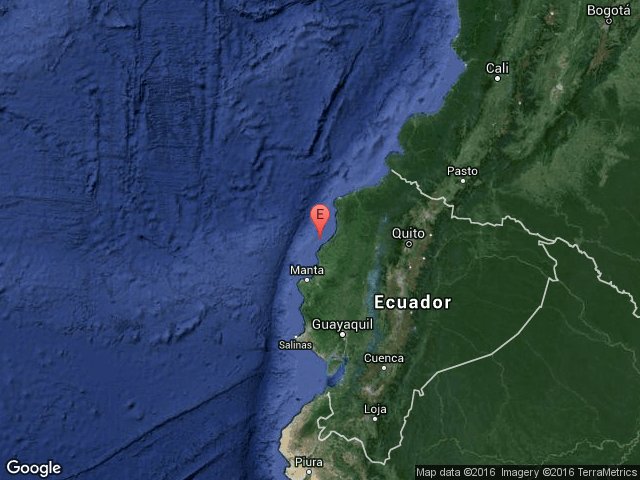 Bogotá
Cali
Pasto
E
Quito
Manta
Ecuador
Guayaquil
Salinas
Cuenca
Loja
Piura
Google
Map data ©2016 Imagery ©2016 TerraMetrics